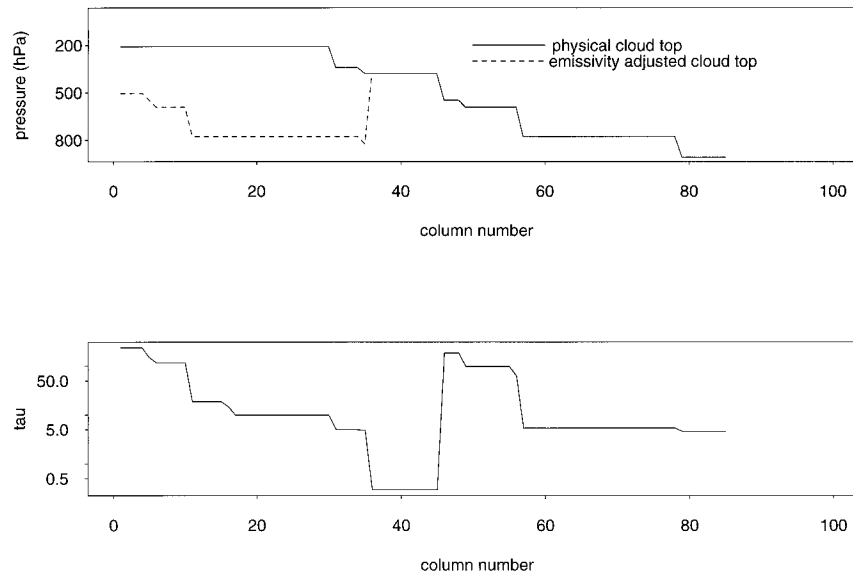 200
500
800
pressure (hPa)
physical cloud top
emissivity adjusted cloud top
0 20 40 60 80 100
column number
50.0
5.0
0.5
tau
0 20 40 60 80 100
column number